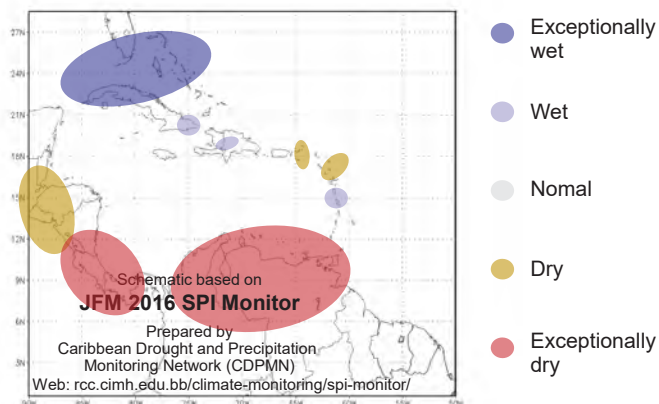 27N
24N
21N
18N
15N
12N
9N
6N
3N
Schematic based on
JFM 2016 SPI Monitor
Prepared by
Caribbean Drought and Precipitation
Monitoring Network (CDPMN)
Web: rcc.cimh.edu.bb/climate-monitoring/spi-monitor/
Exceptionally
wet
Wet
Nomal
Dry
Exceptionally
dry